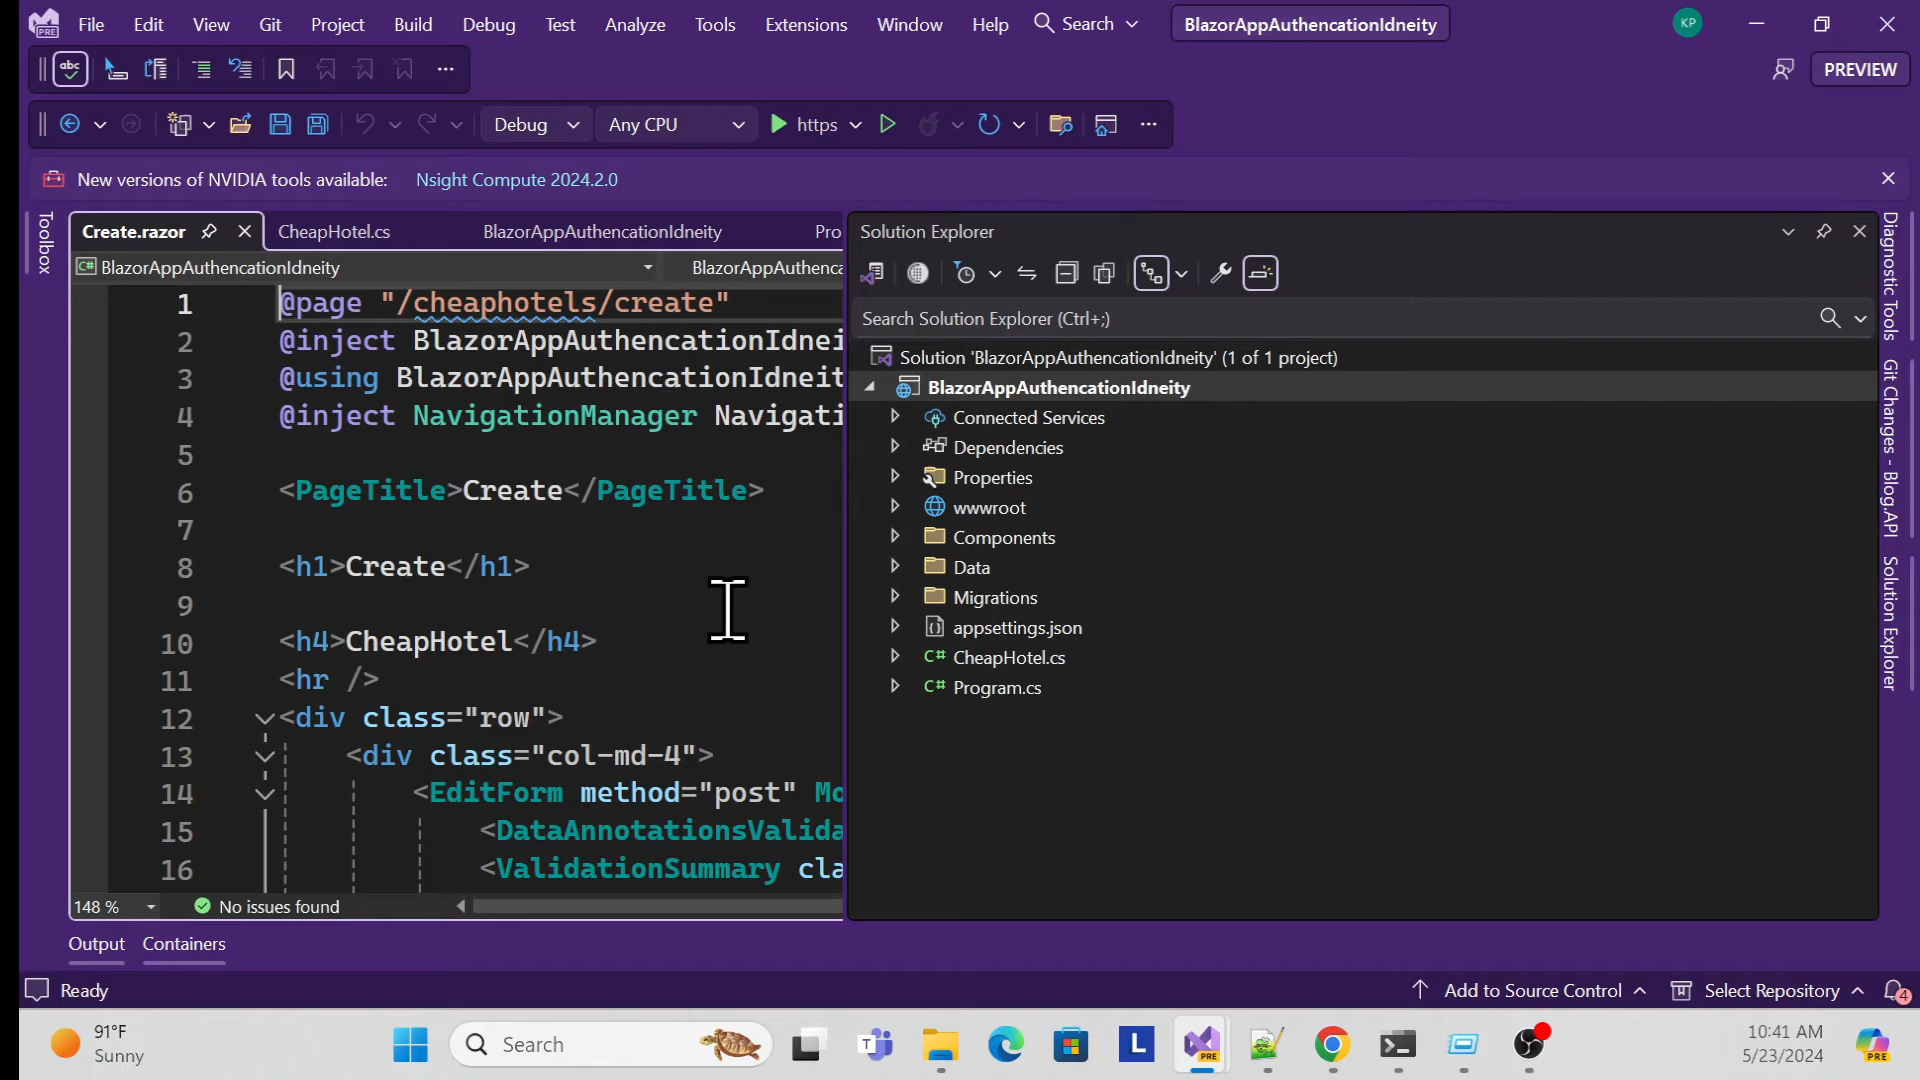 File Edit View Git Project Build Debug Test Analyze Tools Extensions Window Help Search BlazorAppAuthencationIdneity KP
PRE
abc
PREVIEW
Debug Any CPU https
New versions of NVIDIA tools available: Nsight Compute 2024.2.0
Toolbox
Create.razor CheapHotel.cs BlazorAppAuthencationIdneity Pro
C# BlazorAppAuthencationIdneity BlazorAppAuthenca
1 @page "/cheaphotels/create"
2 @inject BlazorAppAuthencationIdnei
3 @using BlazorAppAuthencationIdneit
4 @inject NavigationManager Navigati
5
6 <PageTitle>Create</PageTitle>
7
8 <h1>Create</h1>
9
10 <h4>CheapHotel</h4>
11 <hr />
12 <div class="row">
13 <div class="col-md-4">
14 <EditForm method="post" Mo
15 <DataAnnotationsValida
16 <ValidationSummary cla
148 % No issues found
Solution Explorer
Search Solution Explorer (Ctrl+;)
Solution 'BlazorAppAuthencationIdneity' (1 of 1 project)
BlazorAppAuthencationIdneity
Connected Services
Dependencies
Properties
wwwroot
Components
Data
Migrations
appsettings.json
C# CheapHotel.cs
C# Program.cs
Diagnostic Tools
Git Changes - Blog.API
Solution Explorer
Output Containers
Ready Add to Source Control Select Repository 4
91°F
Sunny
Search
L
PRE
10:41 AM
5/23/2024
PRE